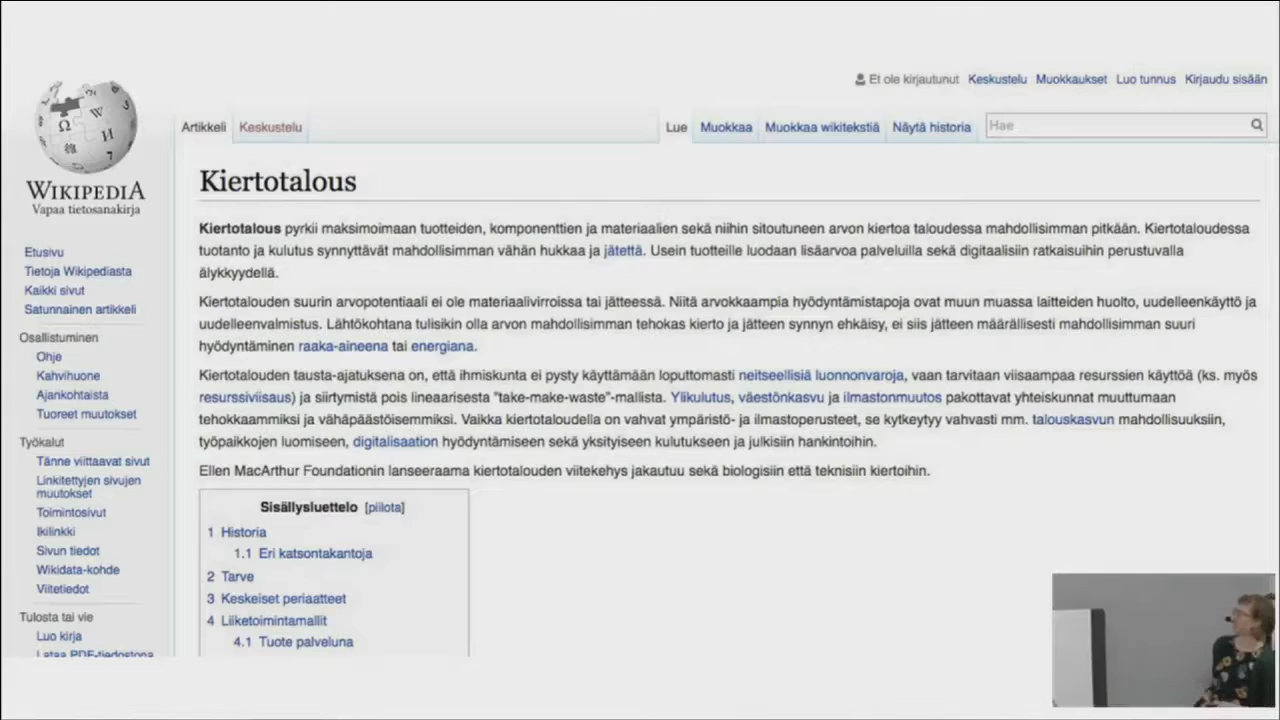 Et ole kirjautunut Keskustelu Muokkaukset Luo tunnus Kirjaudu sisään
Artikkeli Keskustelu Lue Muokkaa Muokkaa wikitekstiä Näytä historia Hae
WIKIPEDIA
Vapaa tietosanakirja
Etusivu
Tietoja Wikipediasta
Kaikki sivut
Satunnainen artikkeli
Osallistuminen
Ohje
Kahvihuone
Ajankohtaista
Tuoreet muutokset
Työkalut
Tänne viittaavat sivut
Linkitettyjen sivujen
muutokset
Toimintosivut
Ikilinkki
Sivun tiedot
Wikidata-kohde
Viitetiedot
Tulosta tai vie
Luo kirja
Lataa PDF-tiedostona
Kiertotalous
Kiertotalous pyrkii maksimoimaan tuotteiden, komponenttien ja materiaalien sekä niihin sitoutuneen arvon kiertoa taloudessa mahdollisimman pitkään. Kiertotaloudessa
tuotanto ja kulutus synnyttävät mahdollisimman vähän hukkaa ja jätettä. Usein tuotteille luodaan lisäarvoa palveluilla sekä digitaalisiin ratkaisuihin perustuvalla
älykkyydellä.
Kiertotalouden suurin arvopotentiaali ei ole materiaalivirroissa tai jätteessä. Niitä arvokkaampia hyödyntämistapoja ovat muun muassa laitteiden huolto, uudelleenkäyttö ja
uudelleenvalmistus. Lähtökohtana tulisikin olla arvon mahdollisimman tehokas kierto ja jätteen synnyn ehkäisy, ei siis jätteen määrällisesti mahdollisimman suuri
hyödyntäminen raaka-aineena tai energiana.
Kiertotalouden tausta-ajatuksena on, että ihmiskunta ei pysty käyttämään loputtomasti neitseellisiä luonnonvaroja, vaan tarvitaan viisaampaa resurssien käyttöä (ks. myös
resurssiviisaus) ja siirtymistä pois lineaarisesta "take-make-waste"-mallista. Ylikulutus, väestönkasvu ja ilmastonmuutos pakottavat yhteiskunnat muuttumaan
tehokkaammiksi ja vähäpäästöisemmiksi. Vaikka kiertotaloudella on vahvat ympäristö- ja ilmastoperusteet, se kytkeytyy vahvasti mm. talouskasvun mahdollisuuksiin,
työpaikkojen luomiseen, digitalisaation hyödyntämiseen sekä yksityiseen kulutukseen ja julkisiin hankintoihin.
Ellen MacArthur Foundationin lanseeraama kiertotalouden viitekehys jakautuu sekä biologisiin että teknisiin kiertoihin.
Sisällysluettelo [piilota]
1 Historia
1.1 Eri katsontakantoja
2 Tarve
3 Keskeiset periaatteet
4 Liiketoimintamallit
4.1 Tuote palveluna